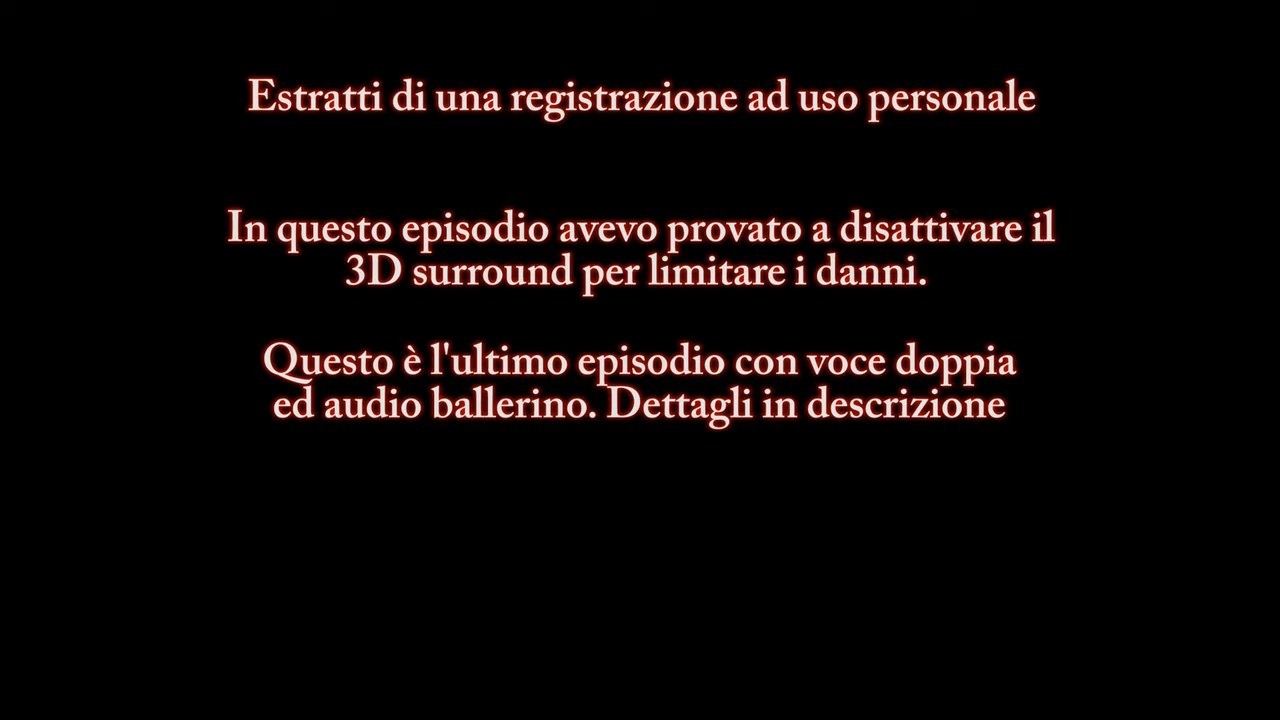 Estratti di una registrazione ad uso personale
In questo episodio avevo provato a disattivare il
3D surround per limitare i danni.
Questo è l'ultimo episodio con voce doppia
ed audio ballerino. Dettagli in descrizione